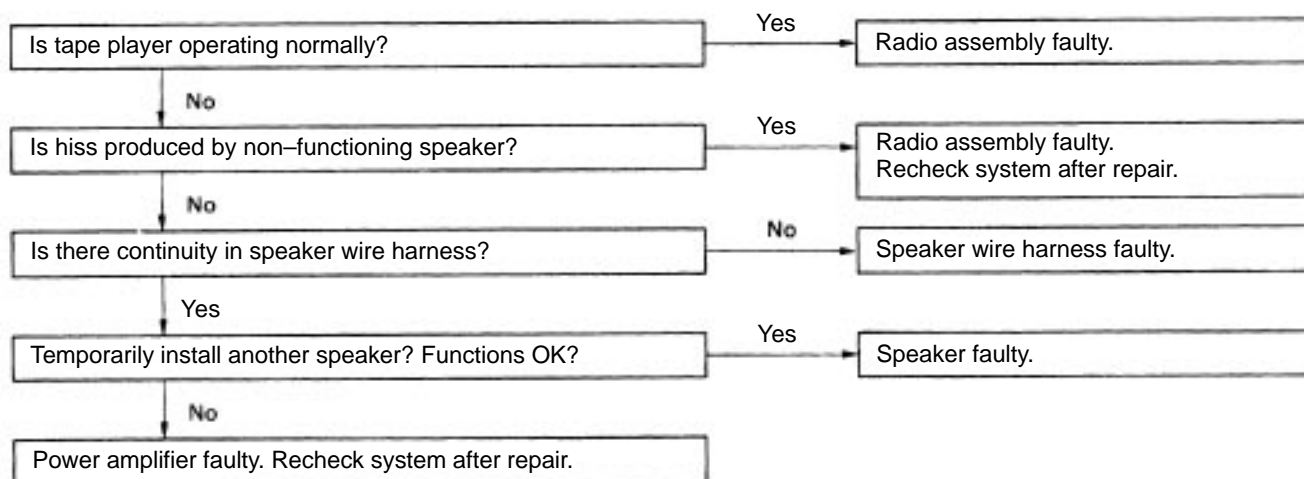 Is tape player operating normally?
Yes
Radio assembly faulty.
No
Is hiss produced by non–functioning speaker?
Yes
Radio assembly faulty.
Recheck system after repair.
No
Is there continuity in speaker wire harness?
No
Speaker wire harness faulty.
Yes
Temporarily install another speaker? Functions OK?
Yes
Speaker faulty.
No
Power amplifier faulty. Recheck system after repair.